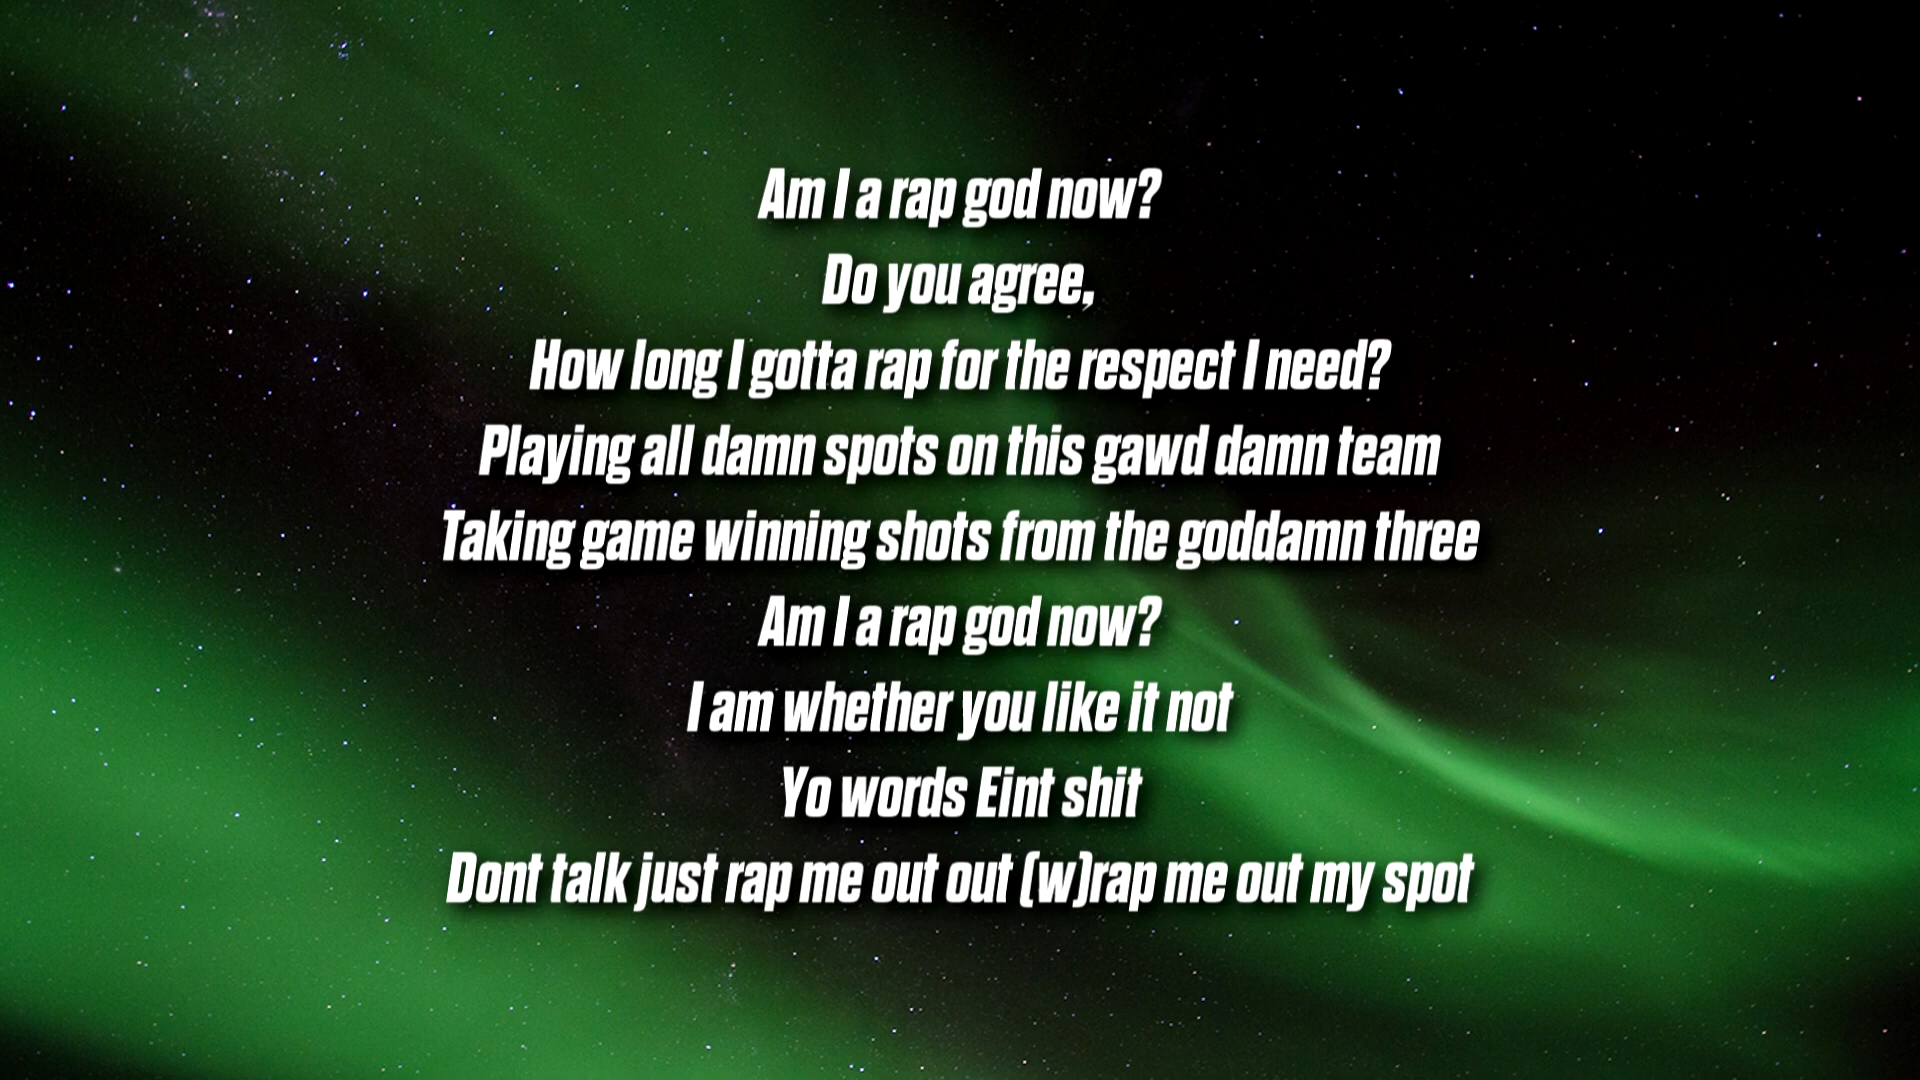 Am I a rap god now?
Do you agree,
How long I gotta rap for the respect I need?
Playing all damn spots on this gawd damn team
Taking game winning shots from the goddamn three
Am I a rap god now?
I am whether you like it not
Yo words Eint shit
Dont talk just rap me out out (w)rap me out my spot